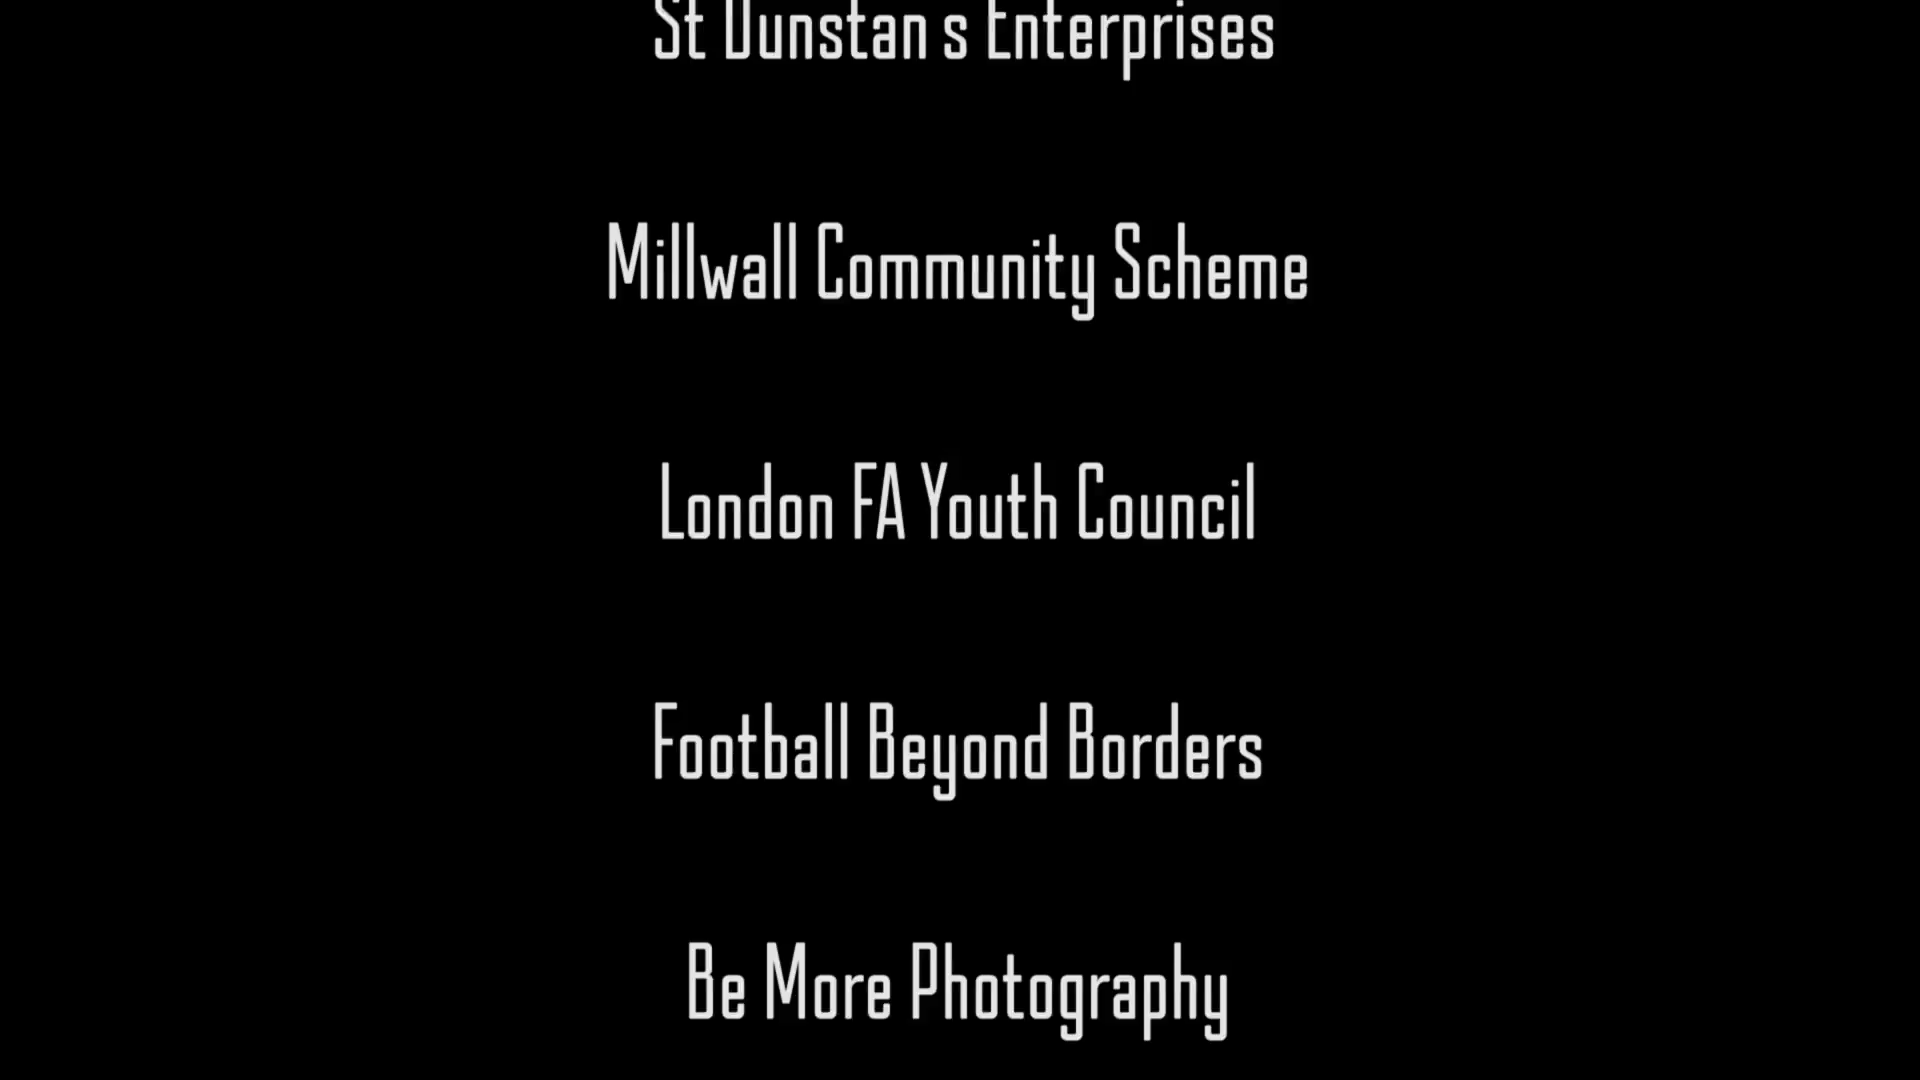 St Dunstan s Enterprises
Millwall Community Scheme
London FA Youth Council
Football Beyond Borders
Be More Photography